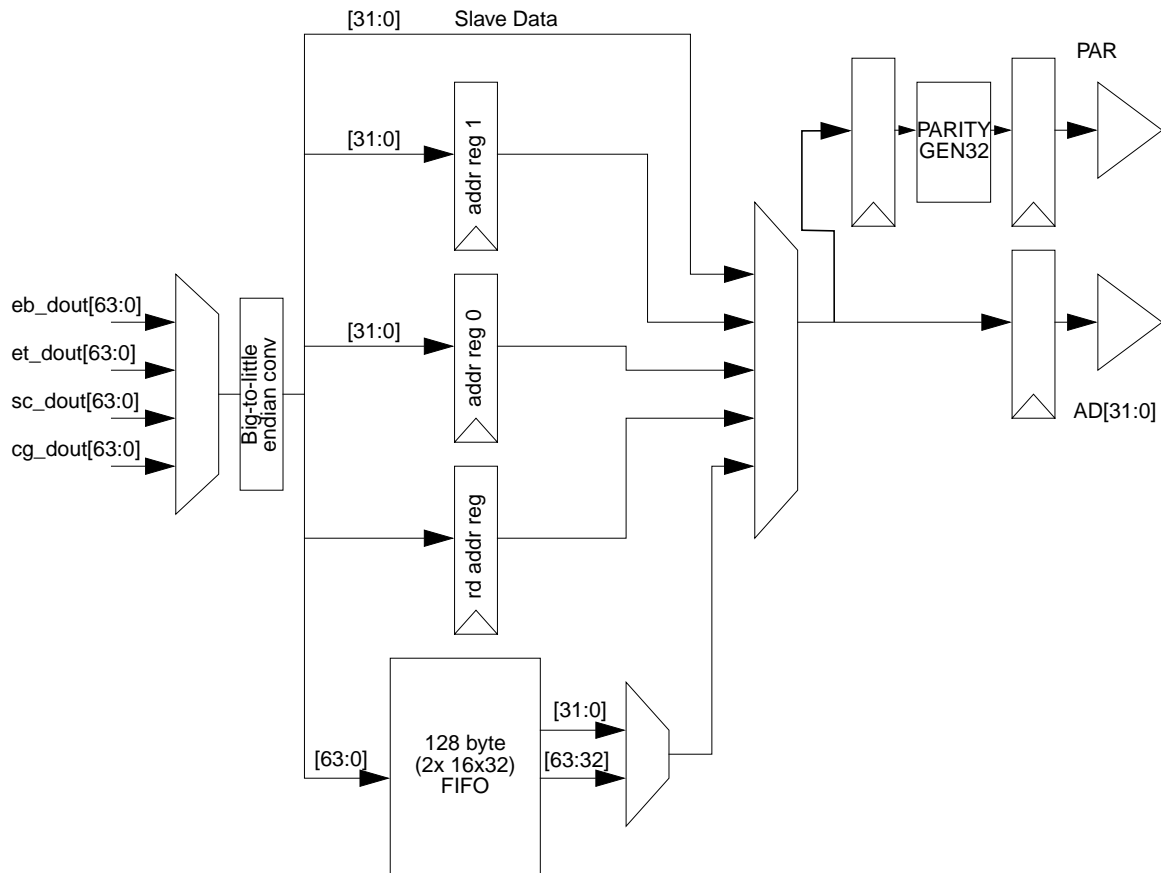 [31:0]
Slave Data
PAR
[31:0]
addr reg 1
PARITY
GEN32
eb_dout[63:0]
et_dout[63:0]
sc_dout[63:0]
cg_dout[63:0]
Big-to-little
endian conv
[31:0]
addr reg 0
AD[31:0]
rd addr reg
[63:0]
128 byte
(2x 16x32)
FIFO
[31:0]
[63:32]